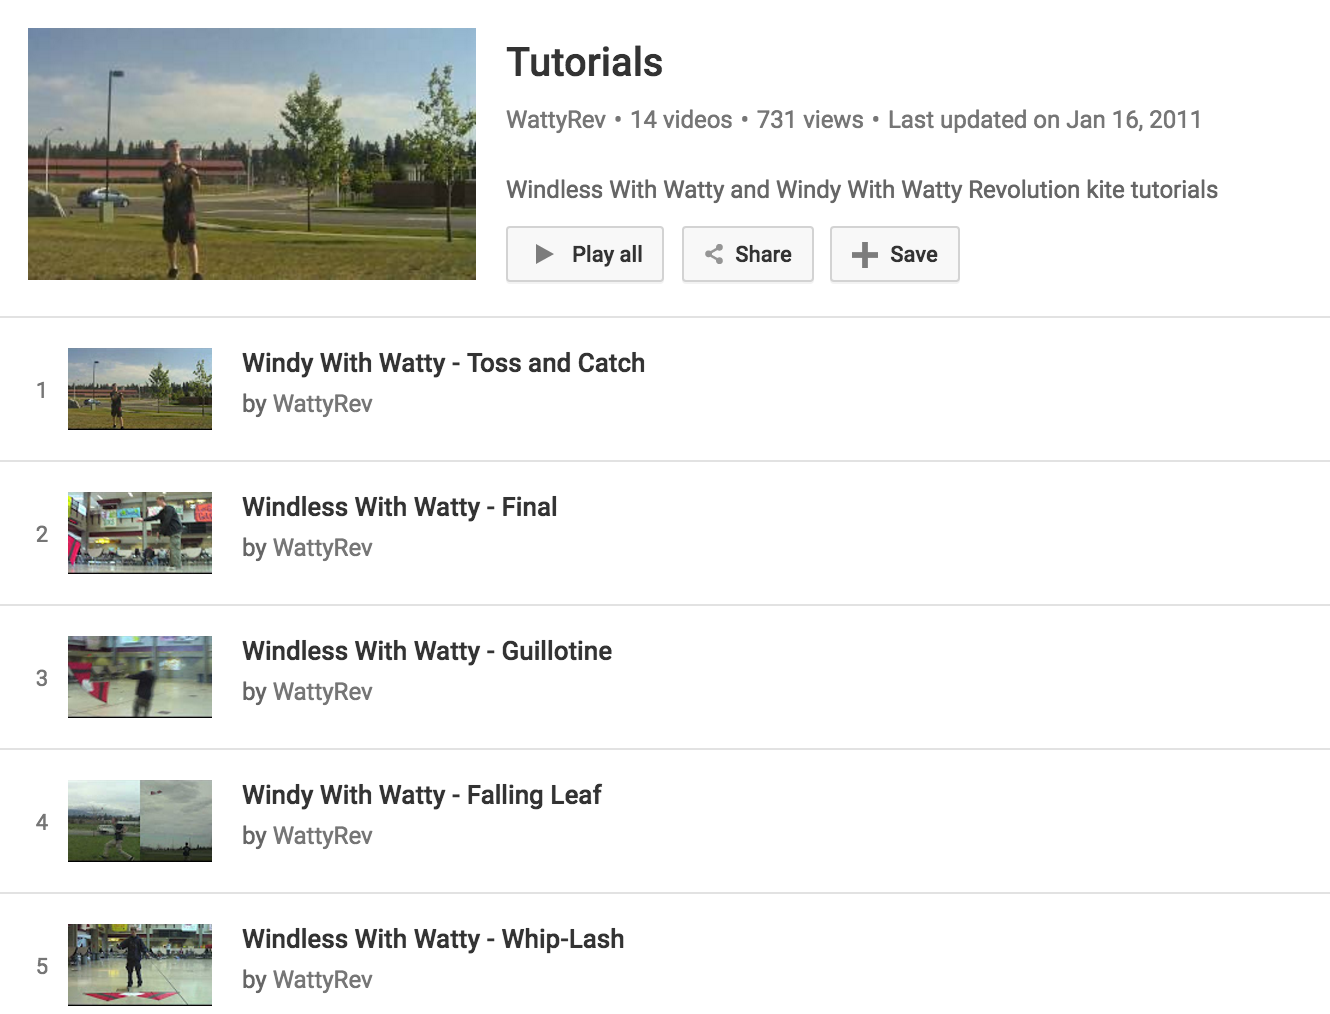 Tutorials
WattyRev • 14 videos • 731 views • Last updated on Jan 16, 2011
Windless With Watty and Windy With Watty Revolution kite tutorials
Play all
Share
Save
1
Windy With Watty - Toss and Catch
by WattyRev
2
Windless With Watty - Final
by WattyRev
3
Windless With Watty - Guillotine
by WattyRev
4
Windy With Watty - Falling Leaf
by WattyRev
5
Windless With Watty - Whip-Lash
by WattyRev